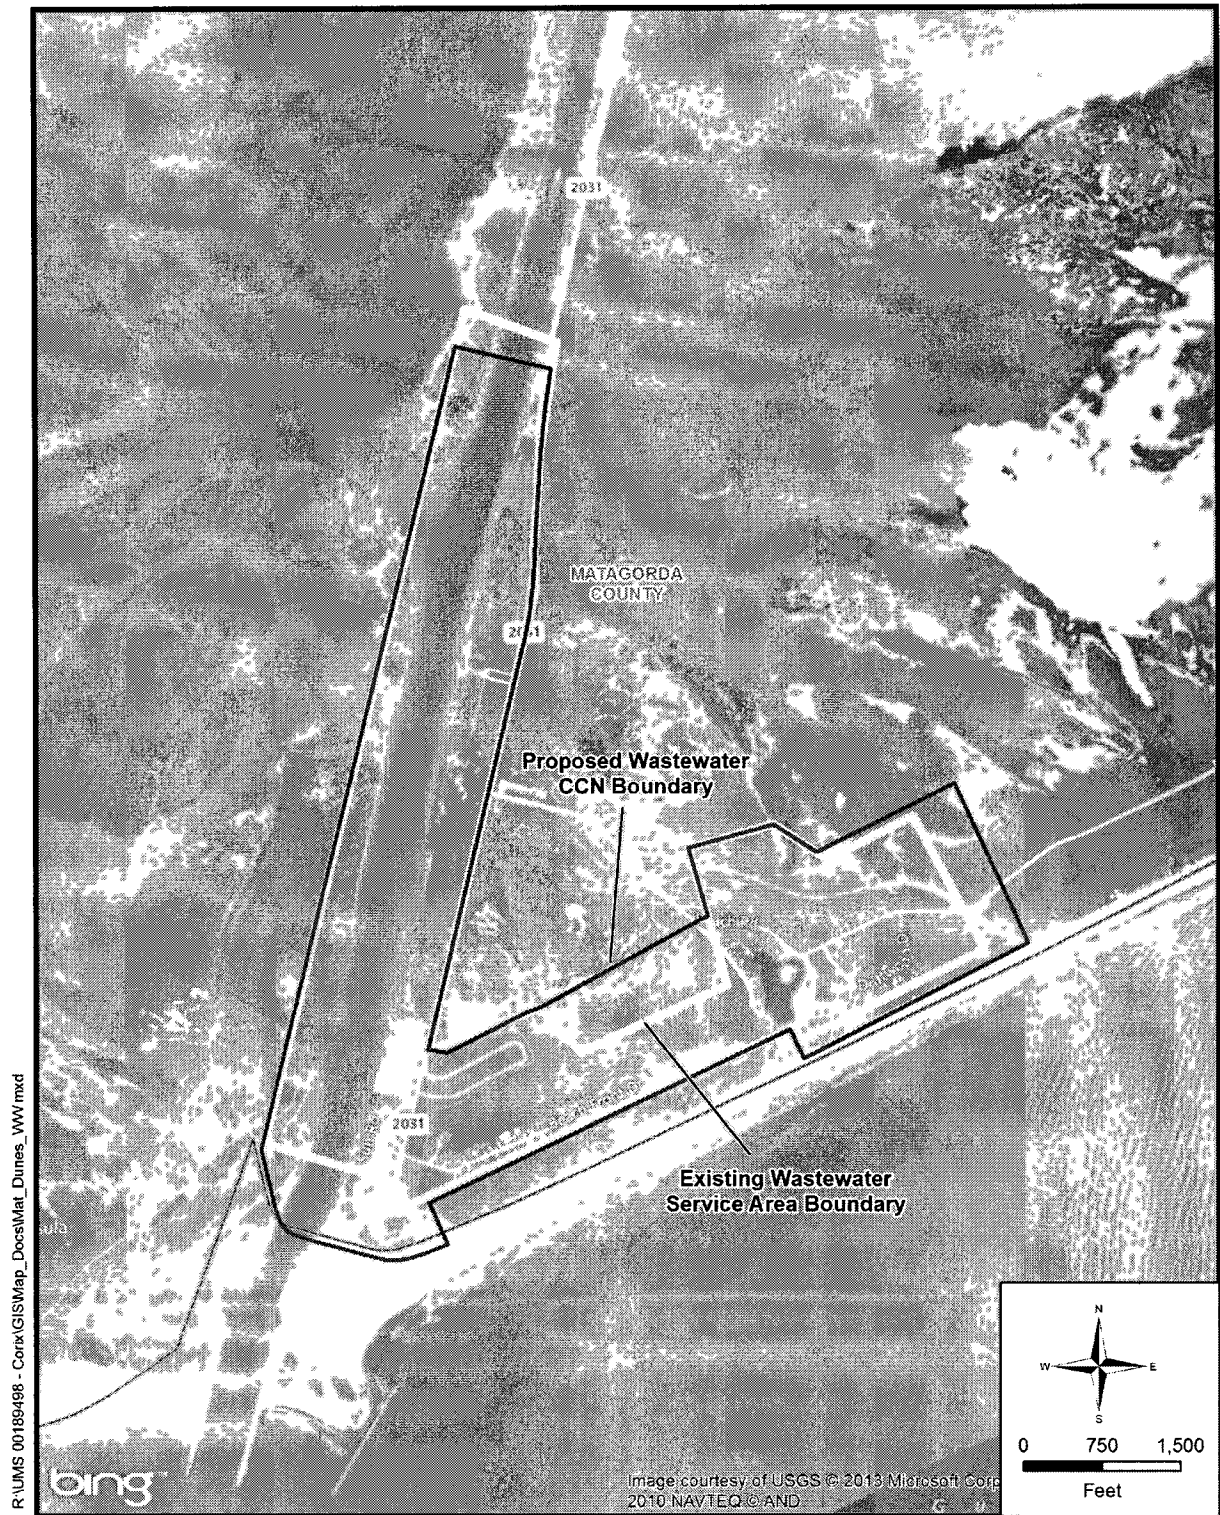 2031
MATAGORDA
COUNTY
Proposed Wastewater
CCN Boundary
2031
Existing Wastewater
Service Area Boundary
R:\UMS 00189498 - Corix\GIS\Map_Docs\Mat_Dunes_WW mxd
N
W
E
S
0 750 1,500
Feet
bing
Image courtesy of USGS © 2013 Microsoft Corp
2010 NAVTEQ © AND